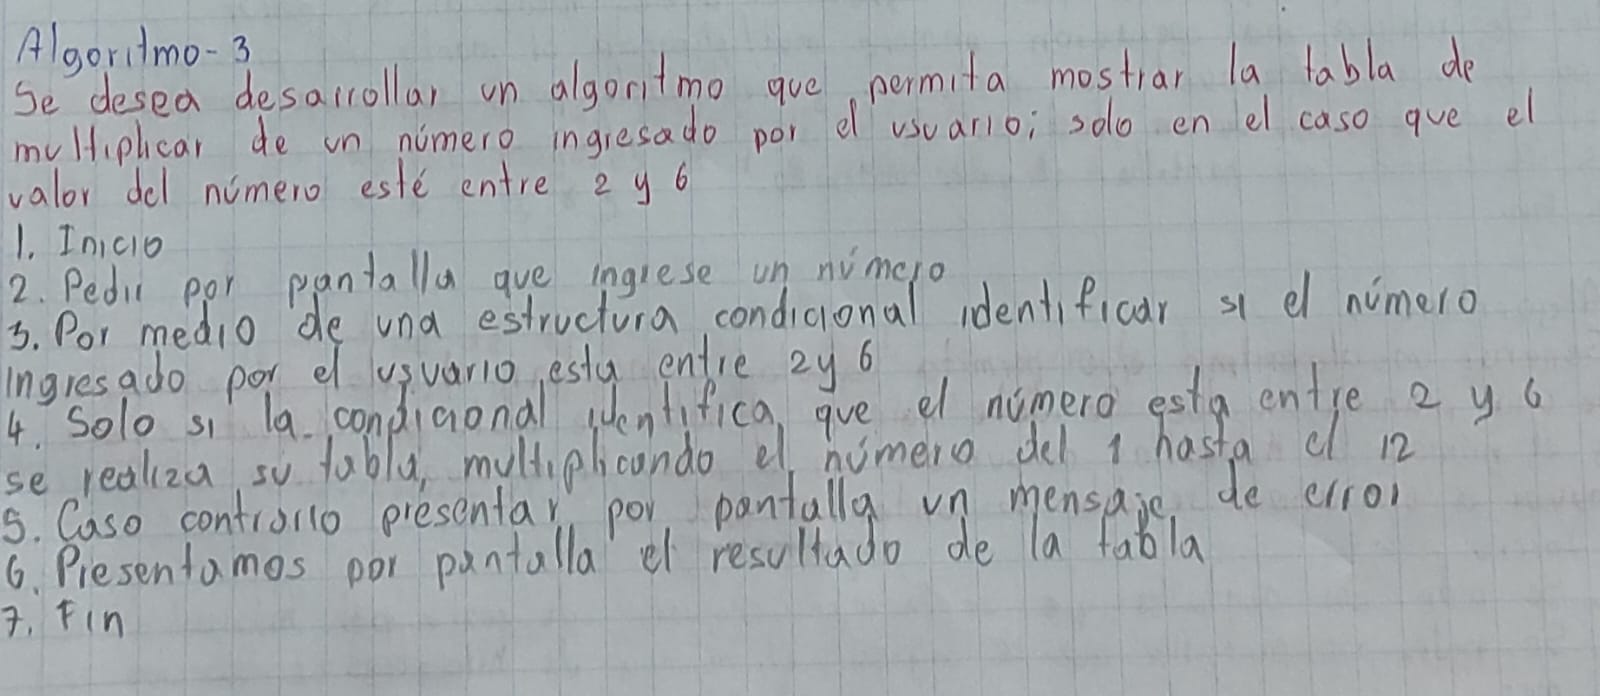 Algoritmo-3
Se desea desarrollar un algoritmo que permita mostrar la tabla de
multiplicar de un número ingresado por el usuario; solo en el caso que el
valor del número esté entre 2 y 6
1. Inicio
2. Pedir por pantalla que ingrese un número
3. Por medio de una estructura condicional identificar si el número
ingresado por el usuario esta entre 2 y 6
4. Solo si la condicional identifica que el número esta entre 2 y 6
se realiza su tabla, multiplicando el número del 1 hasta el 12
5. Caso contrario presentar por pantalla un mensaje de error
6. Presentamos por pantalla el resultado de la tabla
7. Fin